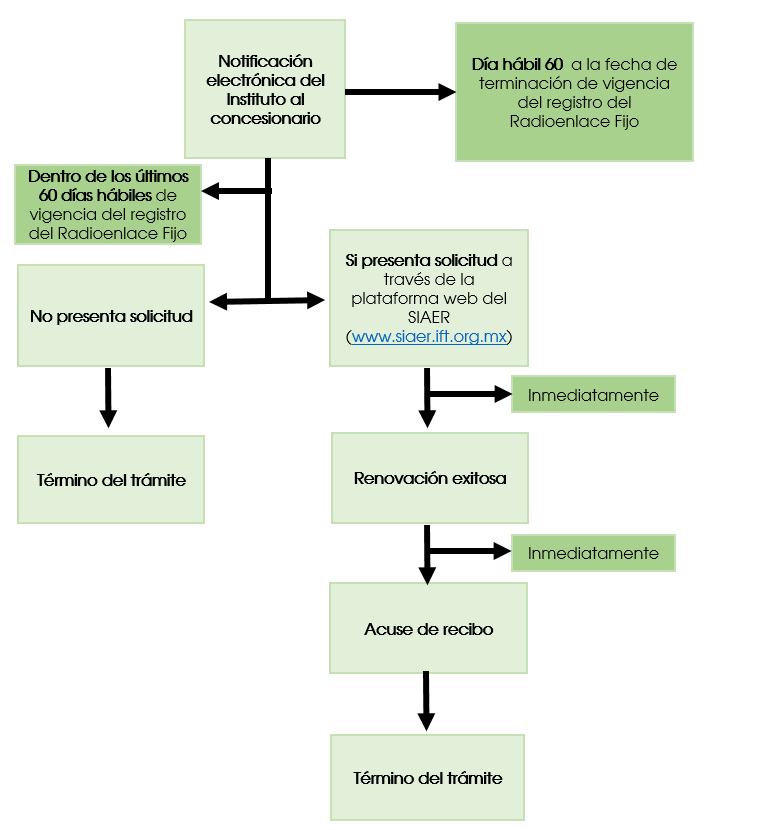 Notificación
electrónica del
Instituto al
concesionario
Día hábil 60 a la fecha de
terminación de vigencia
del registro del
Radioenlace Fijo
Dentro de los últimos
60 días hábiles de
vigencia del registro
del Radioenlace Fijo
No presenta solicitud
Si presenta solicitud a
través de la
plataforma web del
SIAER
(www.siaer.ift.org.mx)
Inmediatamente
Término del trámite
Renovación exitosa
Inmediatamente
Acuse de recibo
Término del trámite